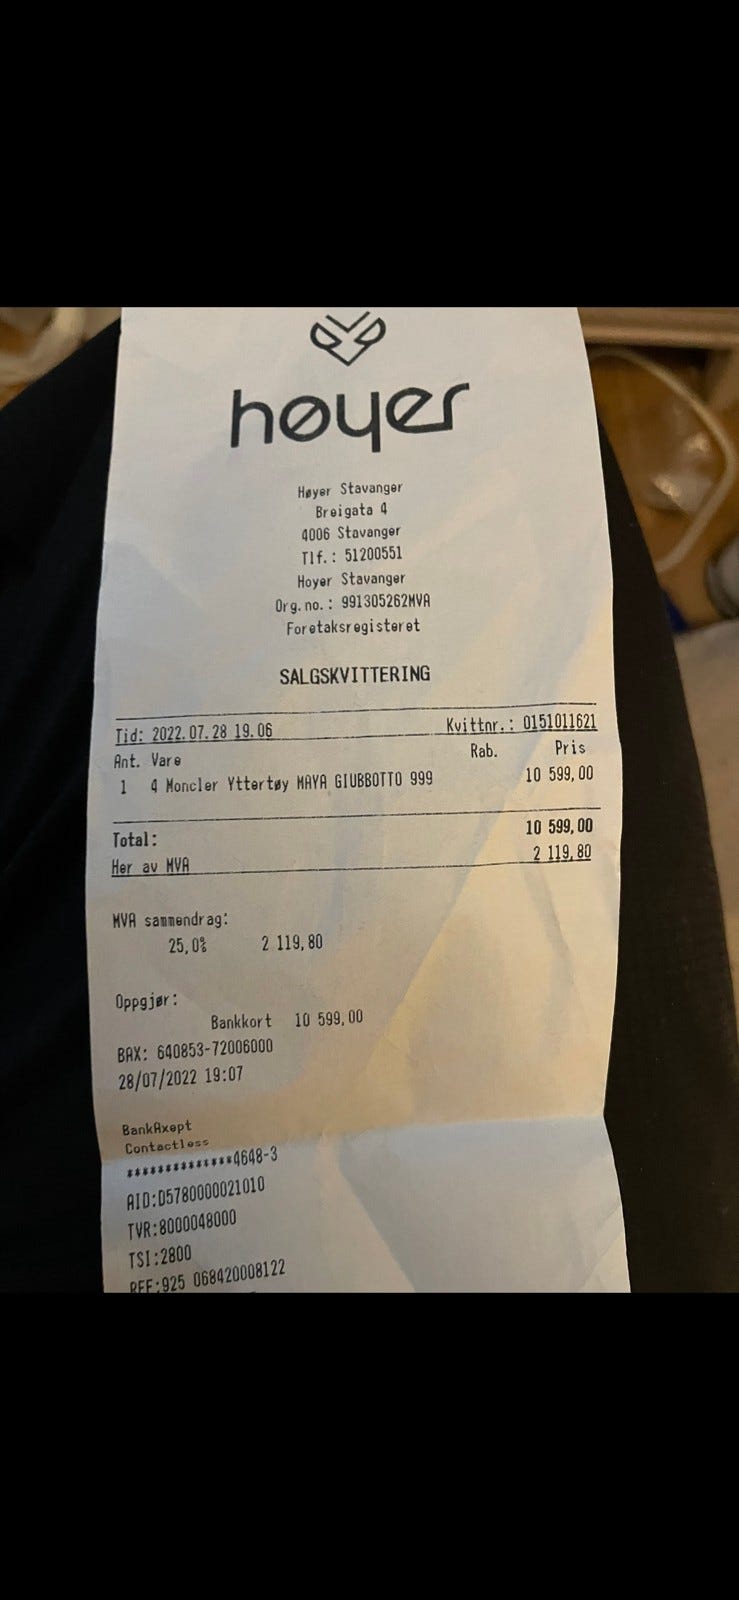 høyer
Høyer Stavanger
Breigata 4
4006 Stavanger
Tlf.: 51200551
Hoyer Stavanger
Org.no.: 991305262MVA
Foretaksregisteret
SALGSKVITTERING
Tid: 2022.07.28 19.06 Kvittnr.: 0151011621
Ant. Vare Rab. Pris
1 4 Moncler Yttertøy MAYA GIUBBOTTO 999 10 599,00
Total: 10 599,00
Her av MVA 2 119,80
MVA sammendrag:
25,0% 2 119,80
Oppgjør:
Bankkort 10 599,00
BAX: 640853-72006000
28/07/2022 19:07
BankAxept
Contactless
**************4648-3
AID:D5780000021010
TVR:8000048000
TSI:2800
REF:925 068420008122